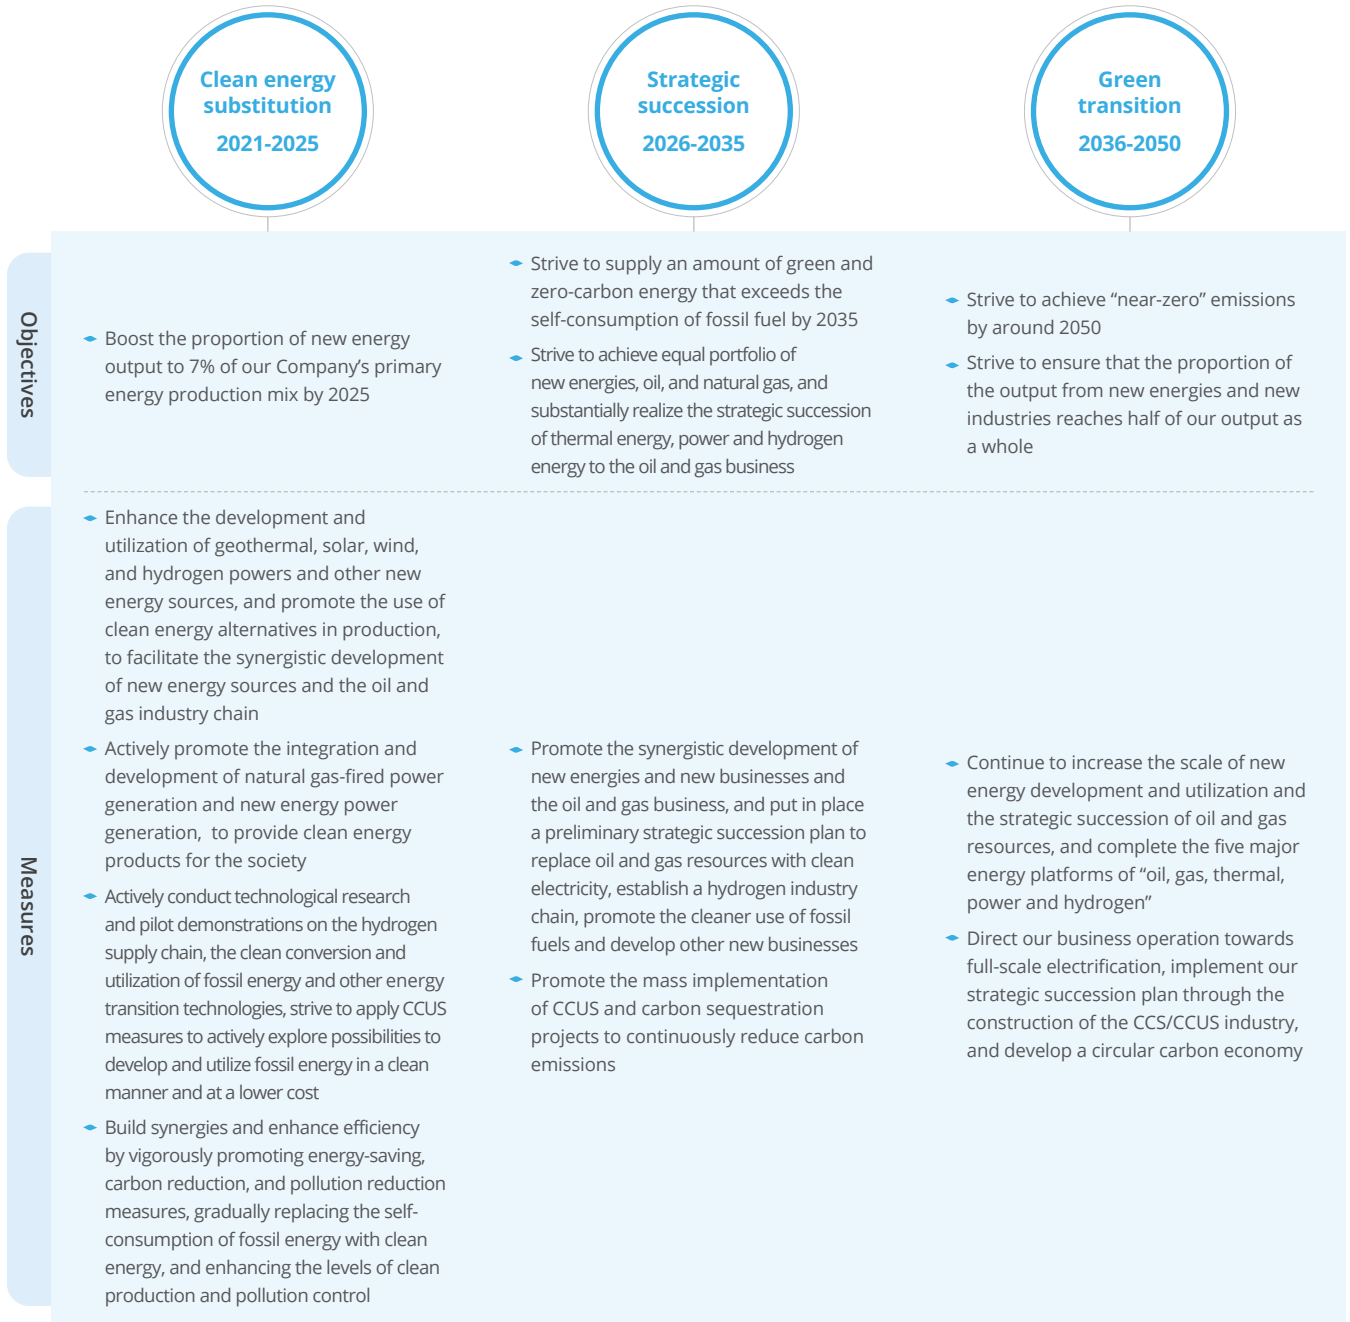 Clean energy
substitution
2021-2025
Strategic
succession
2026-2035
Green
transition
2036-2050
Objectives
Boost the proportion of new energy
output to 7% of our Company’s primary
energy production mix by 2025
Strive to supply an amount of green and
zero-carbon energy that exceeds the
self-consumption of fossil fuel by 2035
Strive to achieve equal portfolio of
new energies, oil, and natural gas, and
substantially realize the strategic succession
of thermal energy, power and hydrogen
energy to the oil and gas business
Strive to achieve “near-zero” emissions
by around 2050
Strive to ensure that the proportion of
the output from new energies and new
industries reaches half of our output as
a whole
Measures
Enhance the development and
utilization of geothermal, solar, wind,
and hydrogen powers and other new
energy sources, and promote the use of
clean energy alternatives in production,
to facilitate the synergistic development
of new energy sources and the oil and
gas industry chain
Actively promote the integration and
development of natural gas-fired power
generation and new energy power
generation, to provide clean energy
products for the society
Actively conduct technological research
and pilot demonstrations on the hydrogen
supply chain, the clean conversion and
utilization of fossil energy and other energy
transition technologies, strive to apply CCUS
measures to actively explore possibilities to
develop and utilize fossil energy in a clean
manner and at a lower cost
Build synergies and enhance efficiency
by vigorously promoting energy-saving,
carbon reduction, and pollution reduction
measures, gradually replacing the self-
consumption of fossil energy with clean
energy, and enhancing the levels of clean
production and pollution control
Promote the synergistic development of
new energies and new businesses and
the oil and gas business, and put in place
a preliminary strategic succession plan to
replace oil and gas resources with clean
electricity, establish a hydrogen industry
chain, promote the cleaner use of fossil
fuels and develop other new businesses
Promote the mass implementation
of CCUS and carbon sequestration
projects to continuously reduce carbon
emissions
Continue to increase the scale of new
energy development and utilization and
the strategic succession of oil and gas
resources, and complete the five major
energy platforms of “oil, gas, thermal,
power and hydrogen”
Direct our business operation towards
full-scale electrification, implement our
strategic succession plan through the
construction of the CCS/CCUS industry,
and develop a circular carbon economy